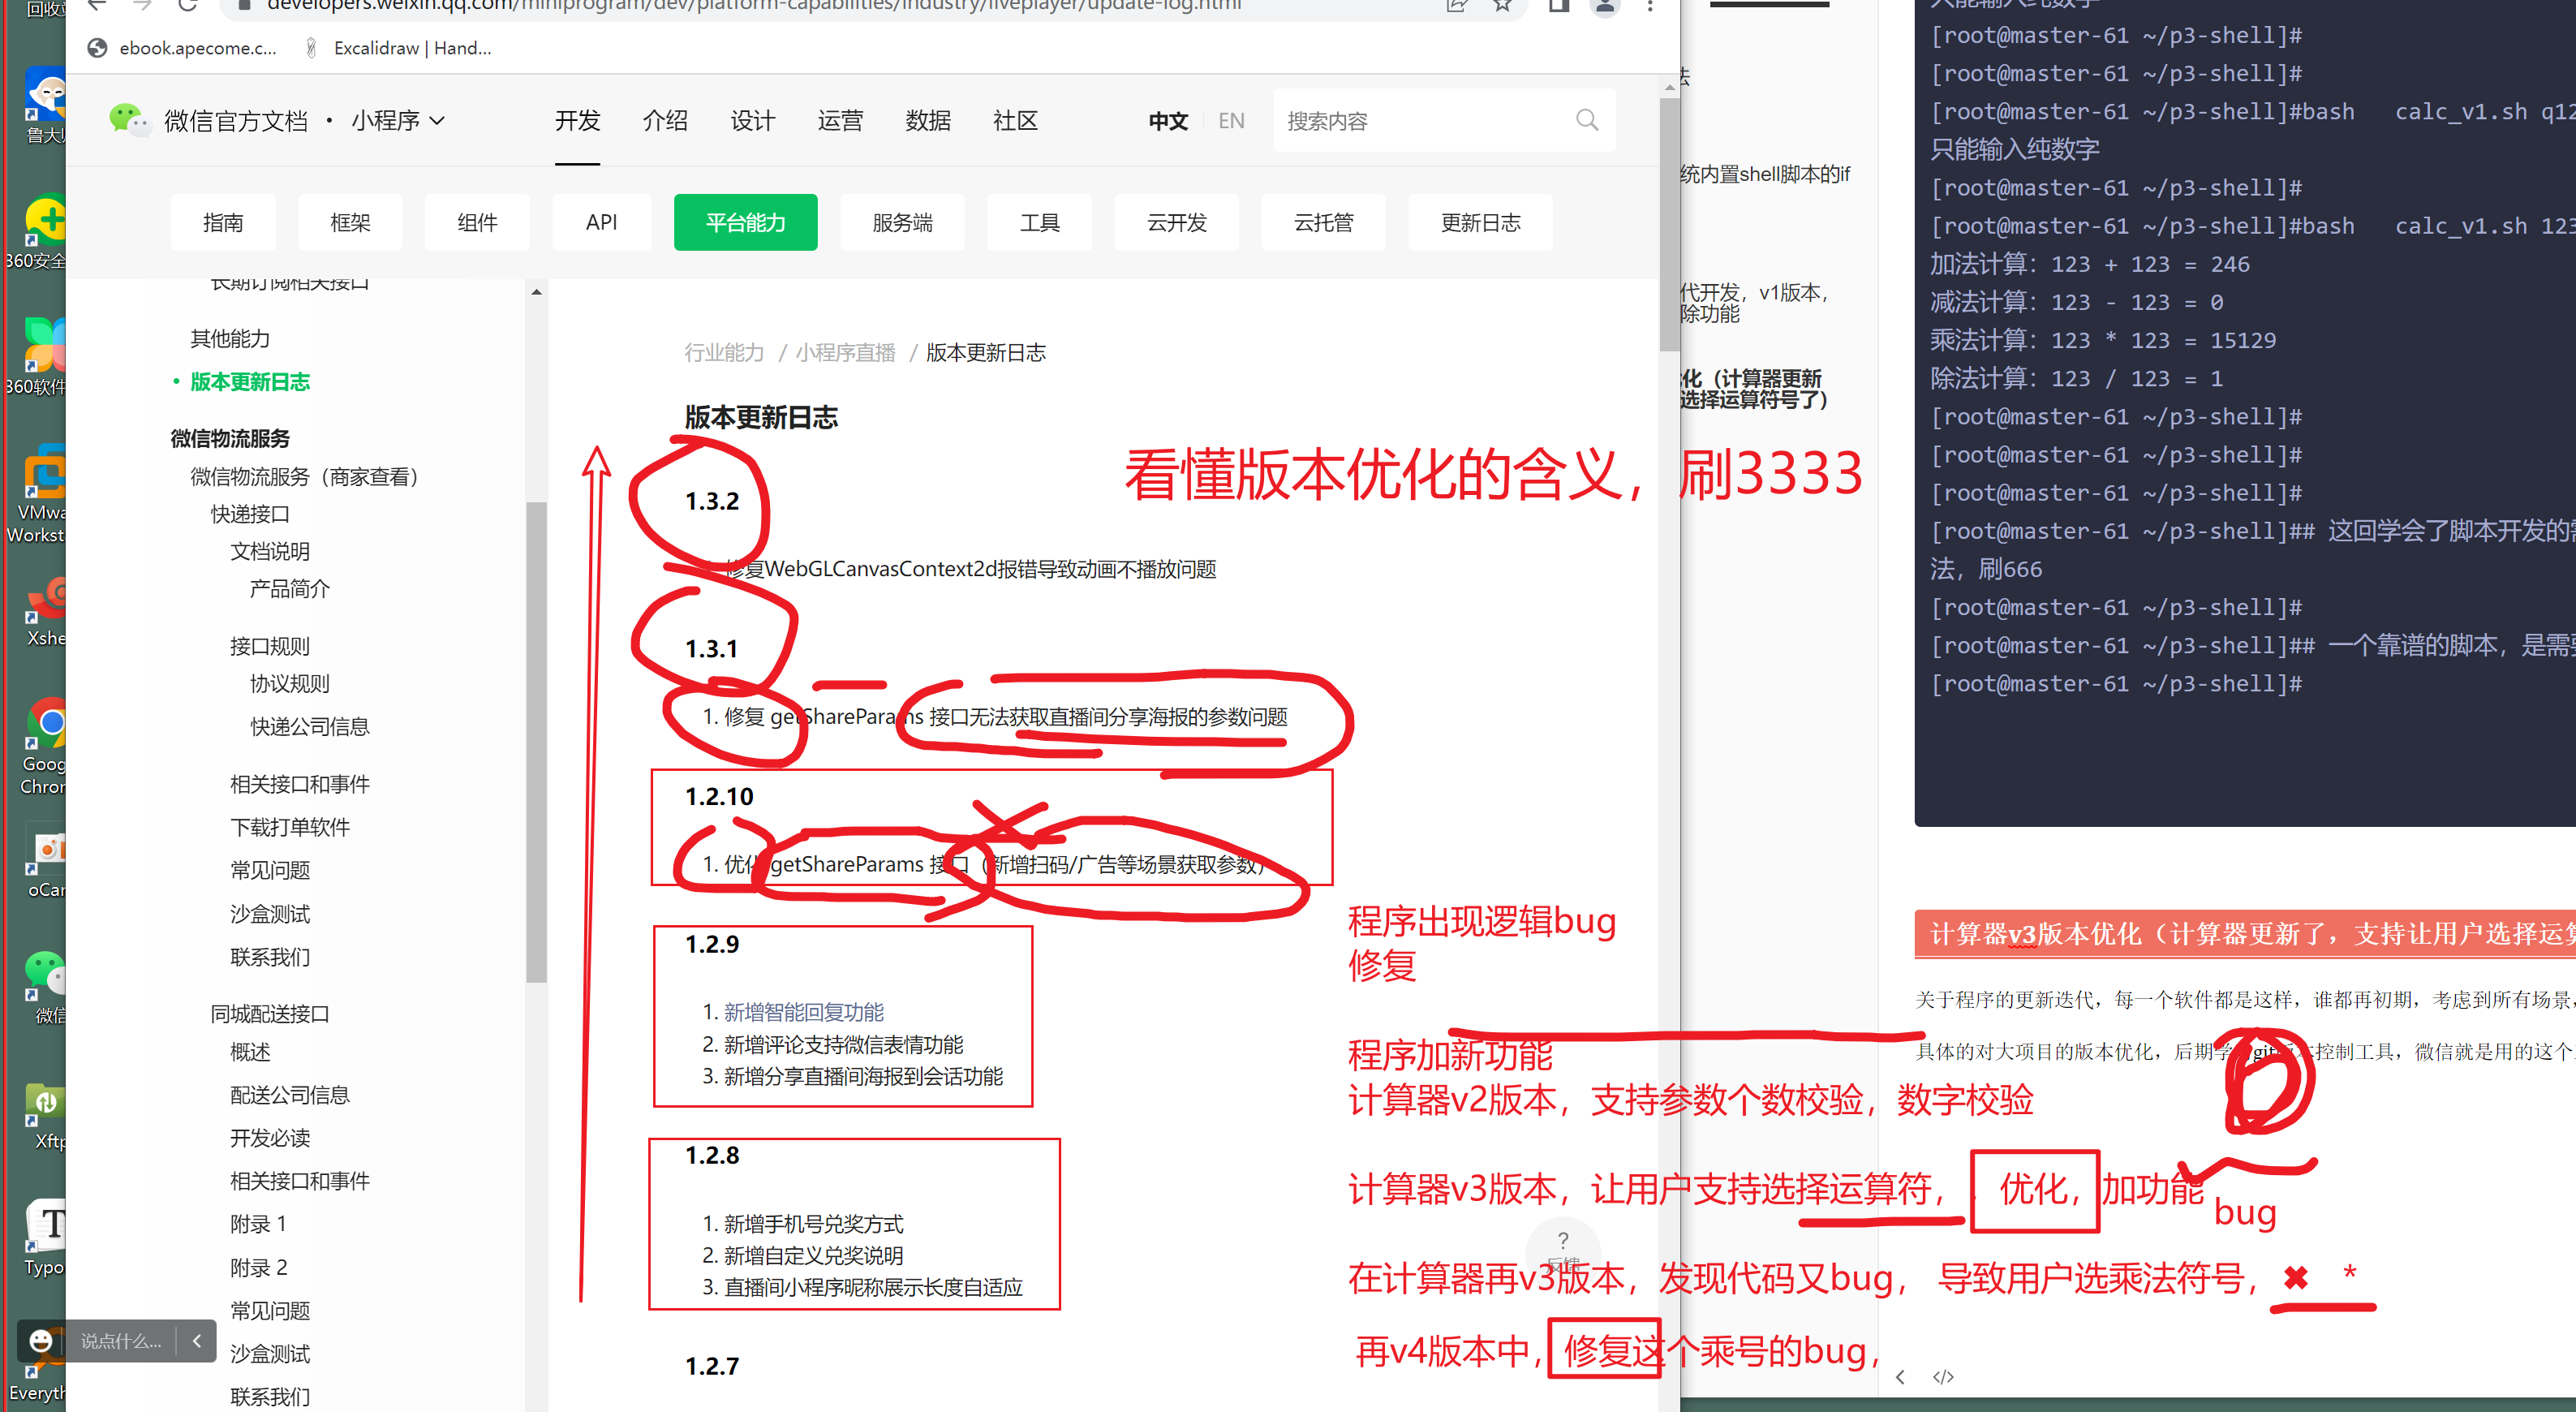 回收站
developers.weixin.qq.com/miniprogram/dev/platform-capabilities/industry/liveplayer/update-log.html
ebook.apecome.c...
Excalidraw | Hand...
微信官方文档 · 小程序
开发 介绍 设计 运营 数据 社区
中文 EN
搜索内容
指南 框架 组件 API 平台能力 服务端 工具 云开发 云托管 更新日志
长期订阅相关接口
其他能力
• 版本更新日志
微信物流服务
微信物流服务（商家查看）
快递接口
文档说明
产品简介
接口规则
协议规则
快递公司信息
相关接口和事件
下载打单软件
常见问题
沙盒测试
联系我们
同城配送接口
概述
配送公司信息
开发必读
相关接口和事件
附录 1
附录 2
常见问题
沙盒测试
联系我们
行业能力 / 小程序直播 / 版本更新日志
版本更新日志
1.3.2
修复WebGLCanvasContext2d报错导致动画不播放问题
1.3.1
1. 修复 getShareParams 接口无法获取直播间分享海报的参数问题
1.2.10
1. 优化 getShareParams 接口（新增扫码/广告等场景获取参数）
1.2.9
1. 新增智能回复功能
2. 新增评论支持微信表情功能
3. 新增分享直播间海报到会话功能
1.2.8
1. 新增手机号兑奖方式
2. 新增自定义兑奖说明
3. 直播间小程序昵称展示长度自适应
1.2.7
看懂版本优化的含义，刷3333
程序出现逻辑bug
修复
程序加新功能
计算器v2版本，支持参数个数校验，数字校验
计算器v3版本，让用户支持选择运算符， 优化，加功能
bug
在计算器再v3版本，发现代码又bug， 导致用户选乘法符号，✖ *
再v4版本中，修复这个乘号的bug，
?
反馈
鲁大
360安全
360软件
VMwa
Workst
Xshe
Goog
Chrom
oCar
微信
Xftp
Typo
Everyth
说点什么...
法
统内置shell脚本的if
代开发，v1版本，
除功能
化（计算器更新
选择运算符号了）
只能输入纯数字
[root@master-61 ~/p3-shell]#
[root@master-61 ~/p3-shell]#
[root@master-61 ~/p3-shell]#bash calc_v1.sh q12
只能输入纯数字
[root@master-61 ~/p3-shell]#
[root@master-61 ~/p3-shell]#bash calc_v1.sh 123
加法计算：123 + 123 = 246
减法计算：123 - 123 = 0
乘法计算：123 * 123 = 15129
除法计算：123 / 123 = 1
[root@master-61 ~/p3-shell]#
[root@master-61 ~/p3-shell]#
[root@master-61 ~/p3-shell]#
[root@master-61 ~/p3-shell]## 这回学会了脚本开发的
法，刷666
[root@master-61 ~/p3-shell]#
[root@master-61 ~/p3-shell]## 一个靠谱的脚本，是需
[root@master-61 ~/p3-shell]#
计算器v3版本优化（计算器更新了，支持让用户选择运算
关于程序的更新迭代，每一个软件都是这样，谁都再初期，考虑到所有场景，
具体的对大项目的版本优化，后期学 git版本控制工具，微信就是用的这个